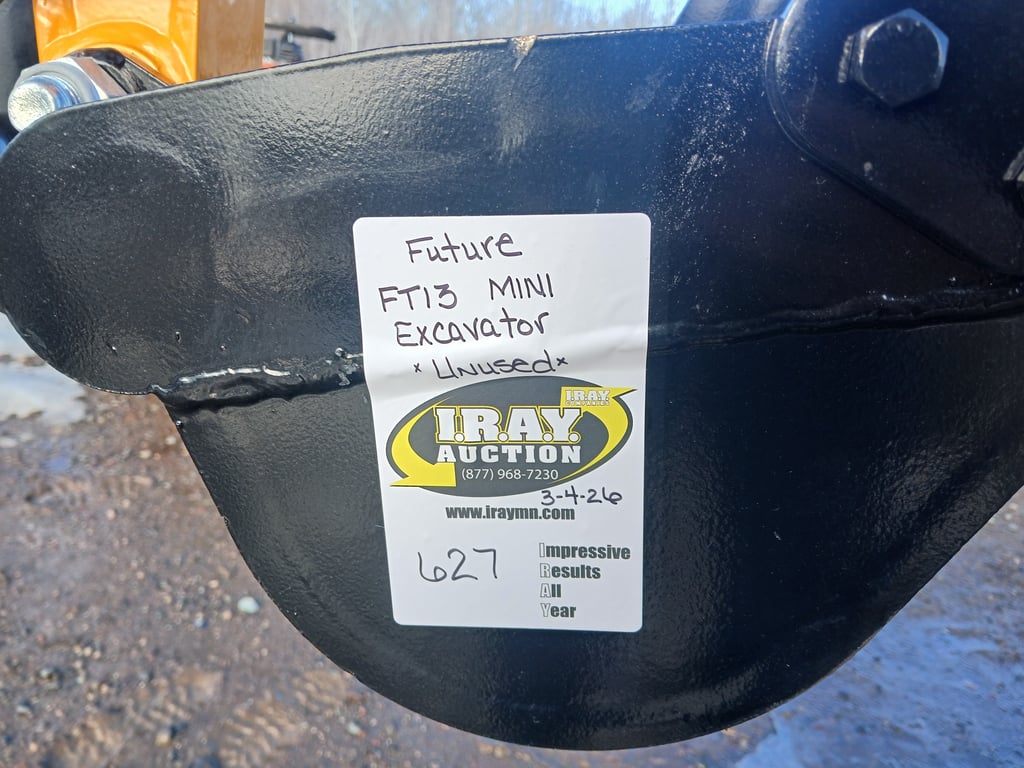 Future
FT13 MINI
Excavator
*Unused*
I.R.A.Y.
COMPANIES
I.R.A.Y.
AUCTION
(877) 968-7230
3-4-26
www.iraymn.com
627
Impressive
Results
All
Year